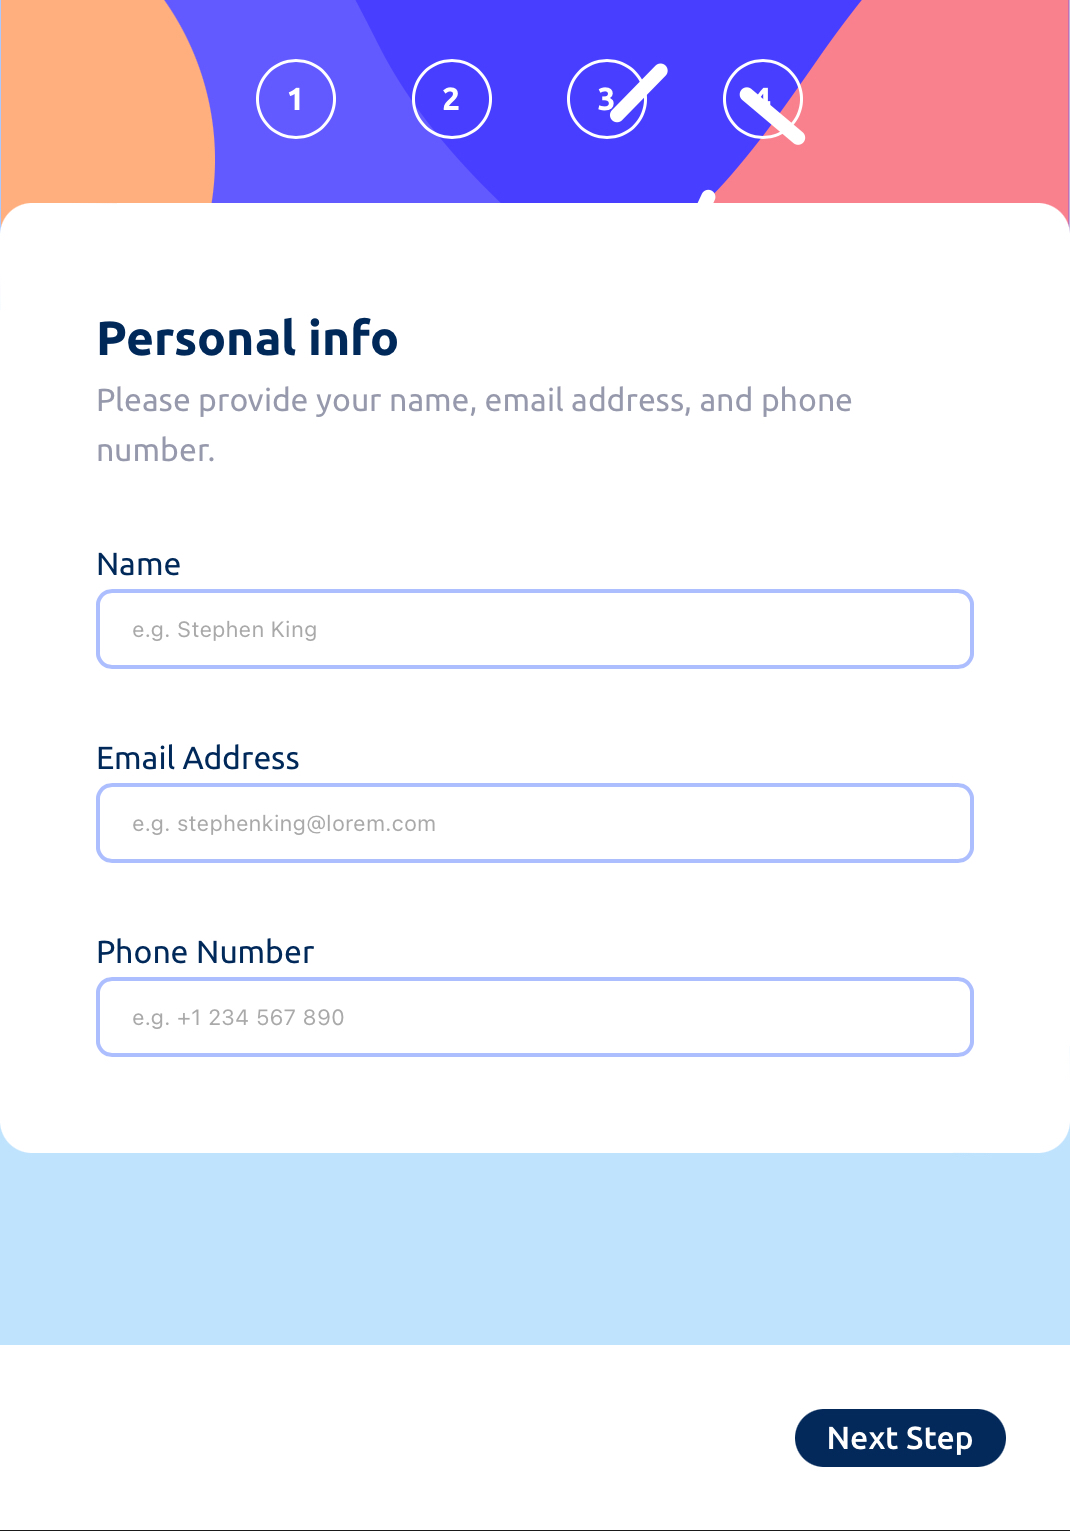 1 2 3 4
Personal info
Please provide your name, email address, and phone
number.
Name
e.g. Stephen King
Email Address
e.g. stephenking@lorem.com
Phone Number
e.g. +1 234 567 890
Next Step